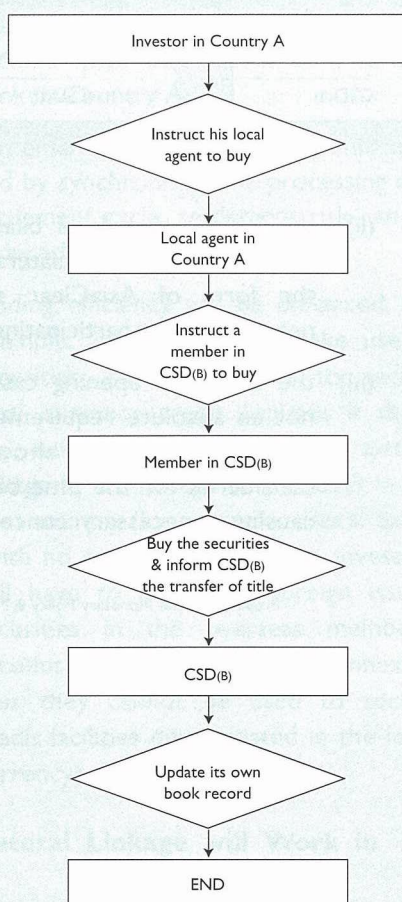 Investor in Country A
Instruct his local
agent to buy
Local agent in
Country A
Instruct a
member in
CSD(B) to buy
Member in CSD(B)
Buy the securities
& inform CSD(B)
the transfer of title
CSD(B)
Update its own
book record
END